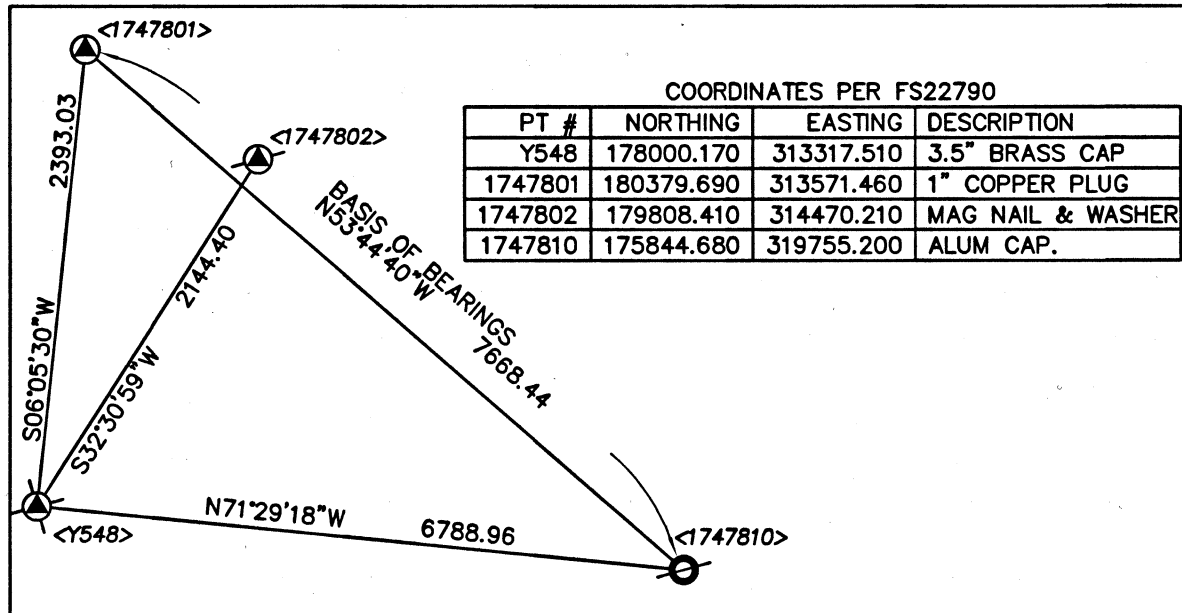 <1747801>
<1747802>
2393.03
S06°05'30"W
2144.40
S32°30'59"W
BASIS OF BEARINGS
N53°44'40"W
7668.44
<Y548>
N71°29'18"W
6788.96
<1747810>
COORDINATES PER FS22790
PT # NORTHING EASTING DESCRIPTION
Y548 178000.170 313317.510 3.5" BRASS CAP
1747801 180379.690 313571.460 1" COPPER PLUG
1747802 179808.410 314470.210 MAG NAIL & WASHER
1747810 175844.680 319755.200 ALUM CAP.